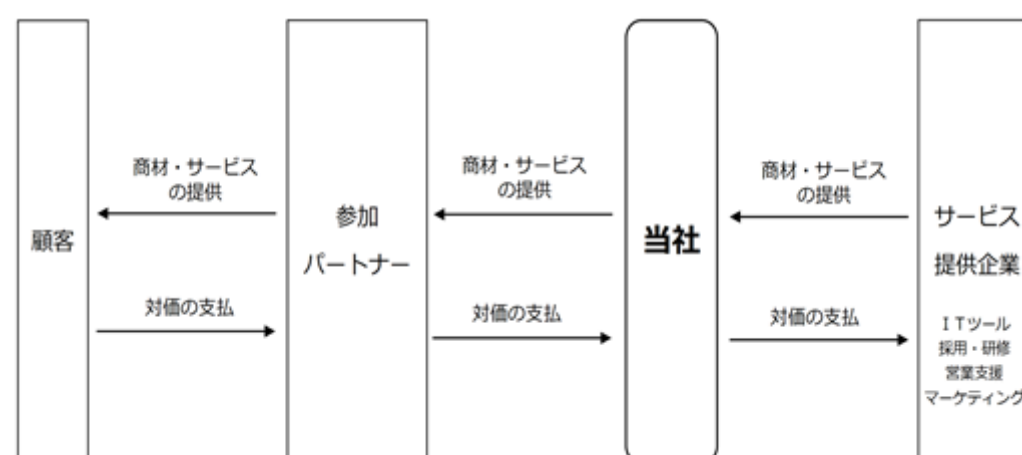 顧客
商材・サービス
の提供
対価の支払
参加
パートナー
商材・サービス
の提供
対価の支払
当社
商材・サービス
の提供
対価の支払
サービス
提供企業
ＩＴツール
採用・研修
営業支援
マーケティング